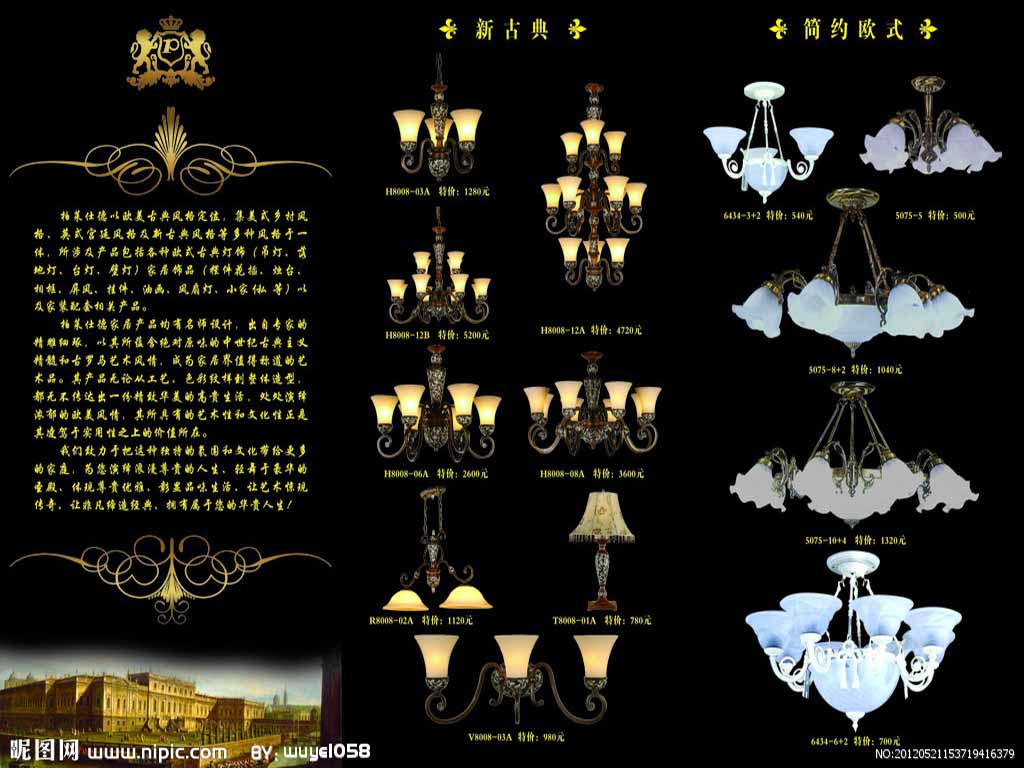 P
柏莱仕德以欧美古典风格定位，集美式乡村风
格、英式宫廷风格及新古典风格等多种风格于一
体，所涉及产品包括各种欧式古典灯饰（吊灯、落
地灯、台灯、壁灯）家居饰品（摆件花插、烛台、
相框、屏风、挂件、油画、风扇灯、小家私等）以
及家装配套相关产品。
柏莱仕德家居产品均有名师设计，出自专家的
精雕细琢，以其所蕴含绝对原味的中世纪古典主义
精髓和古罗马艺术风情，成为家居界值得称道的艺
术品。其产品无论从工艺、色彩纹样到整体造型，
都无不传达出一份精致华美的高贵生活，处处演绎
浓郁的欧美风情，其所具有的艺术性和文化性正是
其凌驾于实用性之上的价值所在。
我们致力于把这种独特的氛围和文化带给更多
的家庭，为您演绎浪漫尊贵的人生、轻舞于豪华的
圣殿、体现尊贵优雅、彰显品味生活、让艺术惊现
传奇、让非凡缔造经典、拥有属于您的华贵人生！
新古典
H8008-03A 特价：1280元
H8008-12B 特价：5200元
H8008-12A 特价：4720元
H8008-06A 特价：2600元
H8008-08A 特价：3600元
R8008-02A 特价：1120元
T8008-01A 特价：780元
V8008-03A 特价：980元
简约欧式
6434-3+2 特价：540元
5075-5 特价：500元
5075-8+2 特价：1040元
5075-10+4 特价：1320元
6434-6+2 特价：700元
昵图网 www.nipic.com BY: wuye1058
NO:20120521153719416379